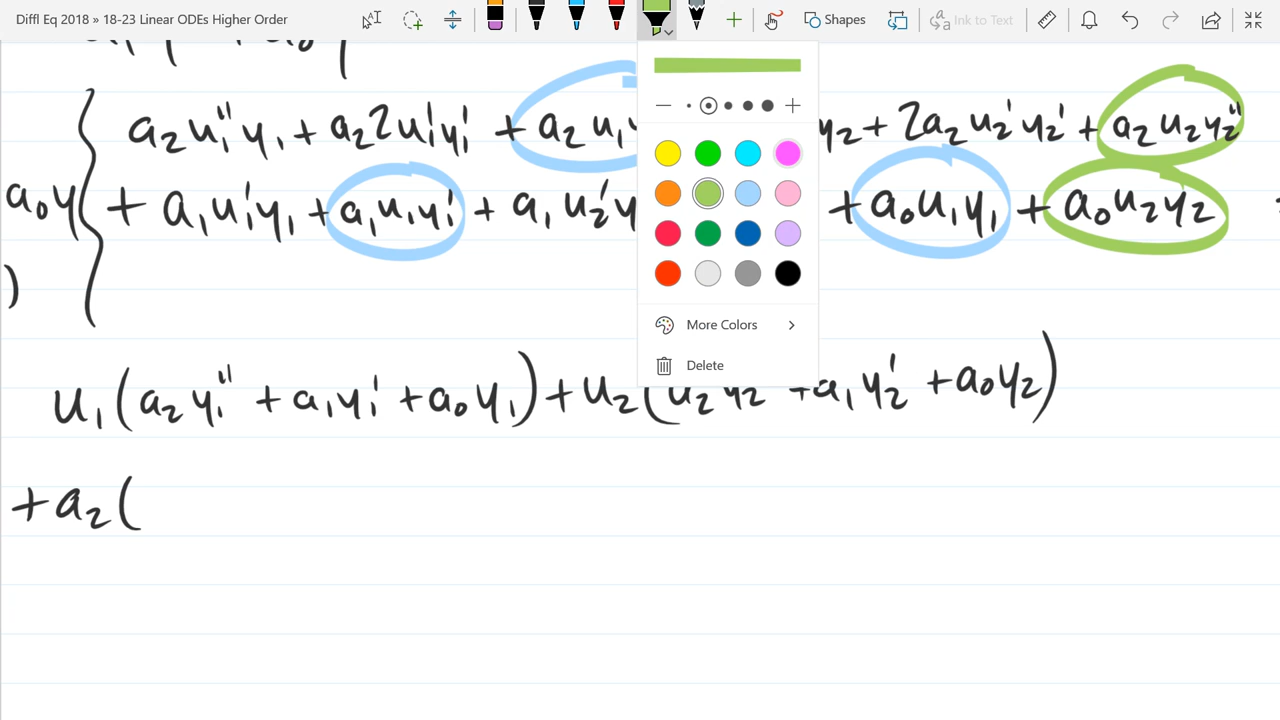 Diffl Eq 2018 » 18-23 Linear ODEs Higher Order
Shapes
Ink to Text
a₂u₁''y₁ + a₂2u₁'y₁' + a₂u₁y y₂ + 2a₂u₂'y₂' + a₂u₂y₂''
a₀y { + a₁u₁'y₁ + a₁u₁y₁' + a₁u₂'y + a₀u₁y₁ + a₀u₂y₂
)
More Colors
Delete
u₁(a₂y₁'' + a₁y₁' + a₀y₁) + u₂(u₂y₂ + a₁y₂' + a₀y₂)
+ a₂(